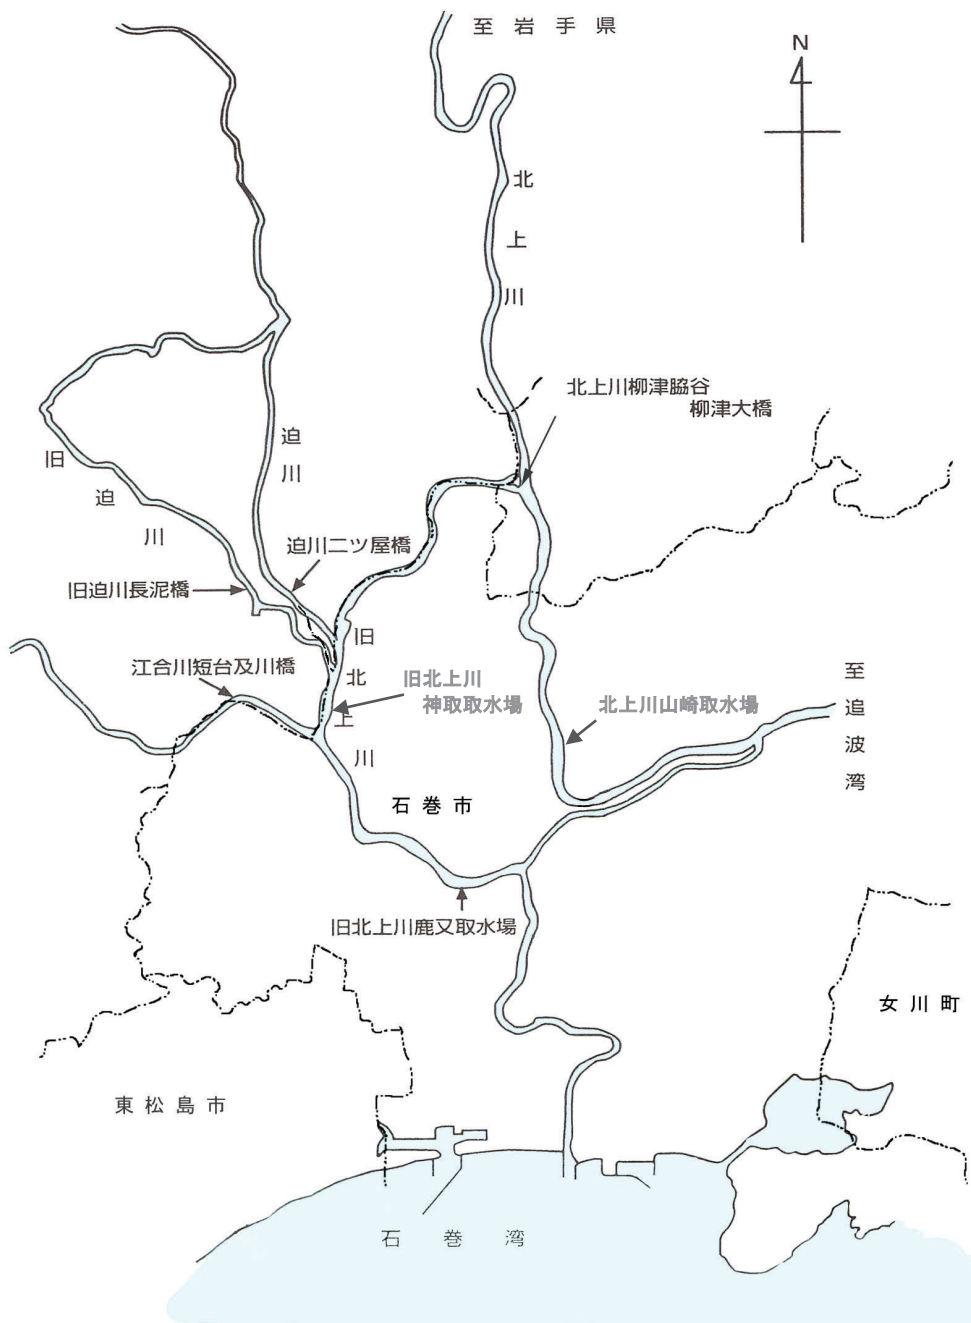 至岩手県
N
北上川
北上川柳津脇谷
柳津大橋
迫川
旧迫川
迫川二ツ屋橋
旧迫川長泥橋
旧北上川
江合川短台及川橋
旧北上川
神取取水場
北上川山崎取水場
至追波湾
石巻市
旧北上川鹿又取水場
女川町
東松島市
石巻湾